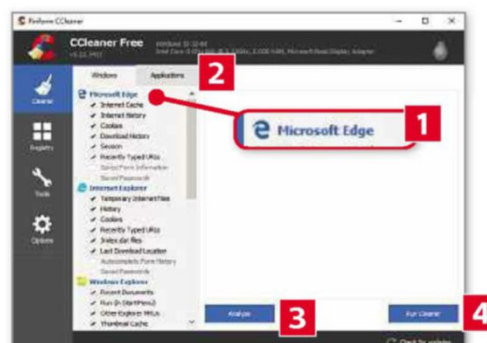 Piriform CCleaner
CCleaner Free
Windows Applications
2
Microsoft Edge
Internet Cache
Internet History
Cookies
Download History
Session
Recently Typed URLs
Saved Form Information
Saved Passwords
Internet Explorer
Temporary Internet Files
History
Cookies
Recently Typed URLs
Index.dat files
Last Download Location
Autocomplete Form History
Saved Passwords
Windows Explorer
Recent Documents
Run (in Start Menu)
Other Explorer MRUs
Thumbnail Cache
Microsoft Edge
1
Cleaner
Registry
Tools
Options
Analyze
3
Run Cleaner
4
Check for updates